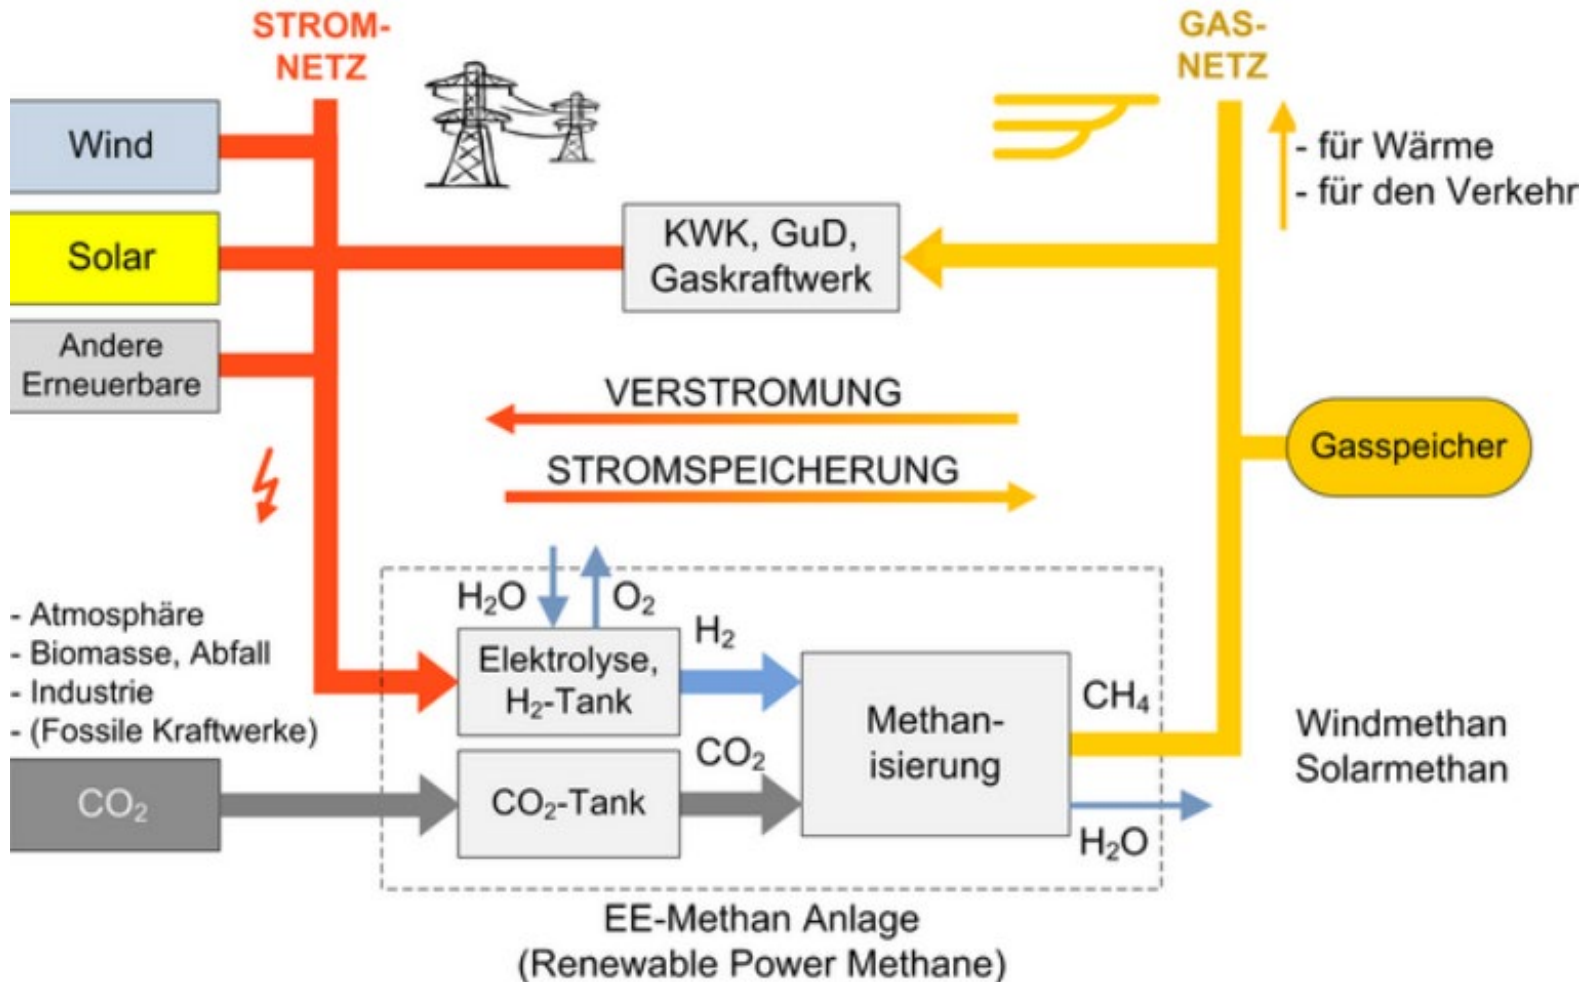 STROM-
NETZ
GAS-
NETZ
Wind
- für Wärme
- für den Verkehr
KWK, GuD,
Gaskraftwerk
Solar
Andere
Erneuerbare
VERSTROMUNG
STROMSPEICHERUNG
Gasspeicher
H₂O
O₂
- Atmosphäre
- Biomasse, Abfall
- Industrie
- (Fossile Kraftwerke)
Elektrolyse,
H₂-Tank
H₂
Methan-
isierung
CH₄
Windmethan
Solarmethan
CO₂
CO₂-Tank
CO₂
H₂O
EE-Methan Anlage
(Renewable Power Methane)